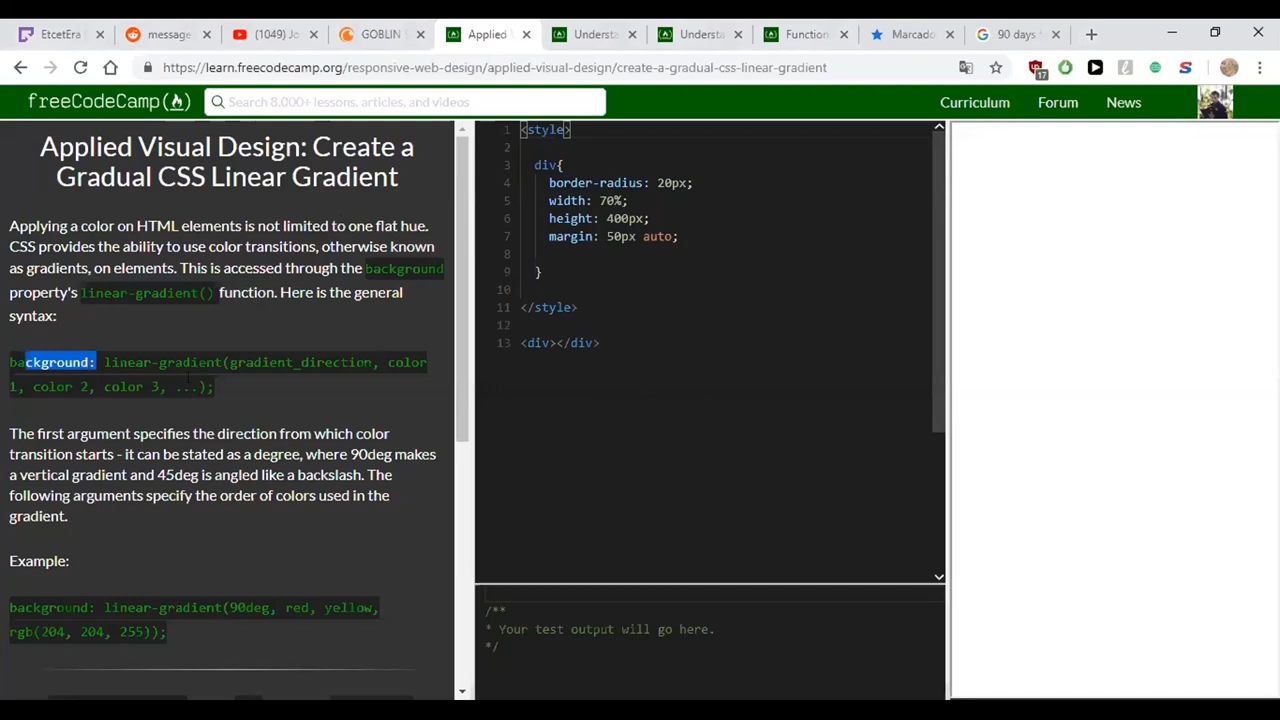 EtcetEra
message
(1049) Jo
GOBLIN
Applied
Understa
Understa
Function
Marcado
90 days
https://learn.freecodecamp.org/responsive-web-design/applied-visual-design/create-a-gradual-css-linear-gradient
17
freeCodeCamp
Search 8,000+ lessons, articles, and videos
Curriculum
Forum
News
Applied Visual Design: Create a
Gradual CSS Linear Gradient
Applying a color on HTML elements is not limited to one flat hue.
CSS provides the ability to use color transitions, otherwise known
as gradients, on elements. This is accessed through the background
property's linear-gradient() function. Here is the general
syntax:
background: linear-gradient(gradient_direction, color
1, color 2, color 3, ...);
The first argument specifies the direction from which color
transition starts - it can be stated as a degree, where 90deg makes
a vertical gradient and 45deg is angled like a backslash. The
following arguments specify the order of colors used in the
gradient.
Example:
background: linear-gradient(90deg, red, yellow,
rgb(204, 204, 255));
1 <style>
2
3 div{
4 border-radius: 20px;
5 width: 70%;
6 height: 400px;
7 margin: 50px auto;
8
9 }
10
11 </style>
12
13 <div></div>
/**
* Your test output will go here.
*/